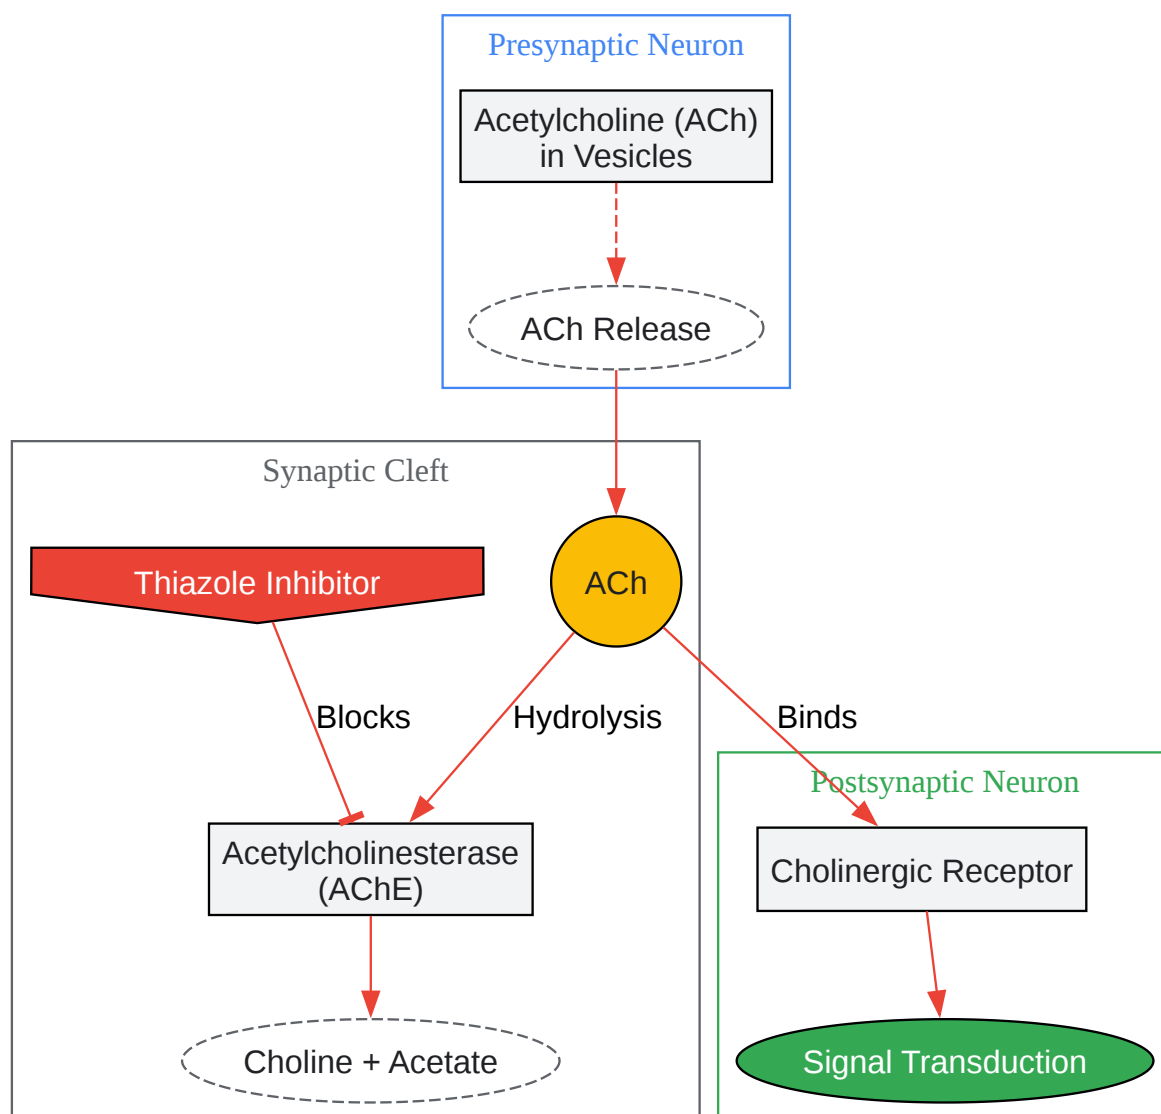 Presynaptic Neuron
Acetylcholine (ACh)
in Vesicles
ACh Release
Synaptic Cleft
Thiazole Inhibitor
ACh
Blocks
Hydrolysis
Binds
Postsynaptic Neuron
Acetylcholinesterase
(AChE)
Cholinergic Receptor
Choline + Acetate
Signal Transduction